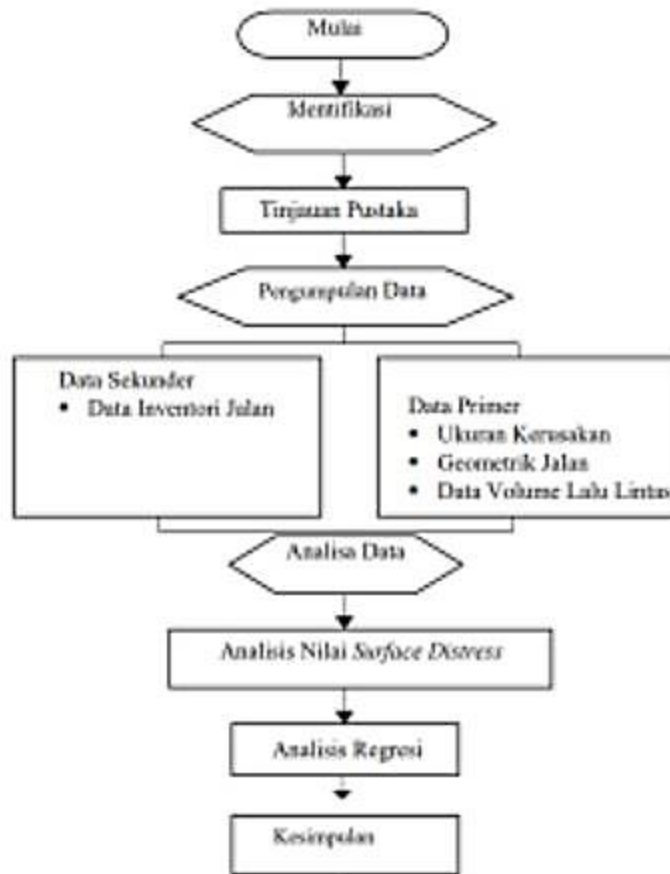 Mulai
Identifikasi
Tinjauan Pustaka
Pengumpulan Data
Data Sekunder
▪ Data Inventori Jalan
Data Primer
▪ Ukuran Kerusakan
▪ Geometrik Jalan
▪ Data Volume Lalu Lintas
Analisa Data
Analisis Nilai Surface Distress
Analisis Regresi
Kesimpulan